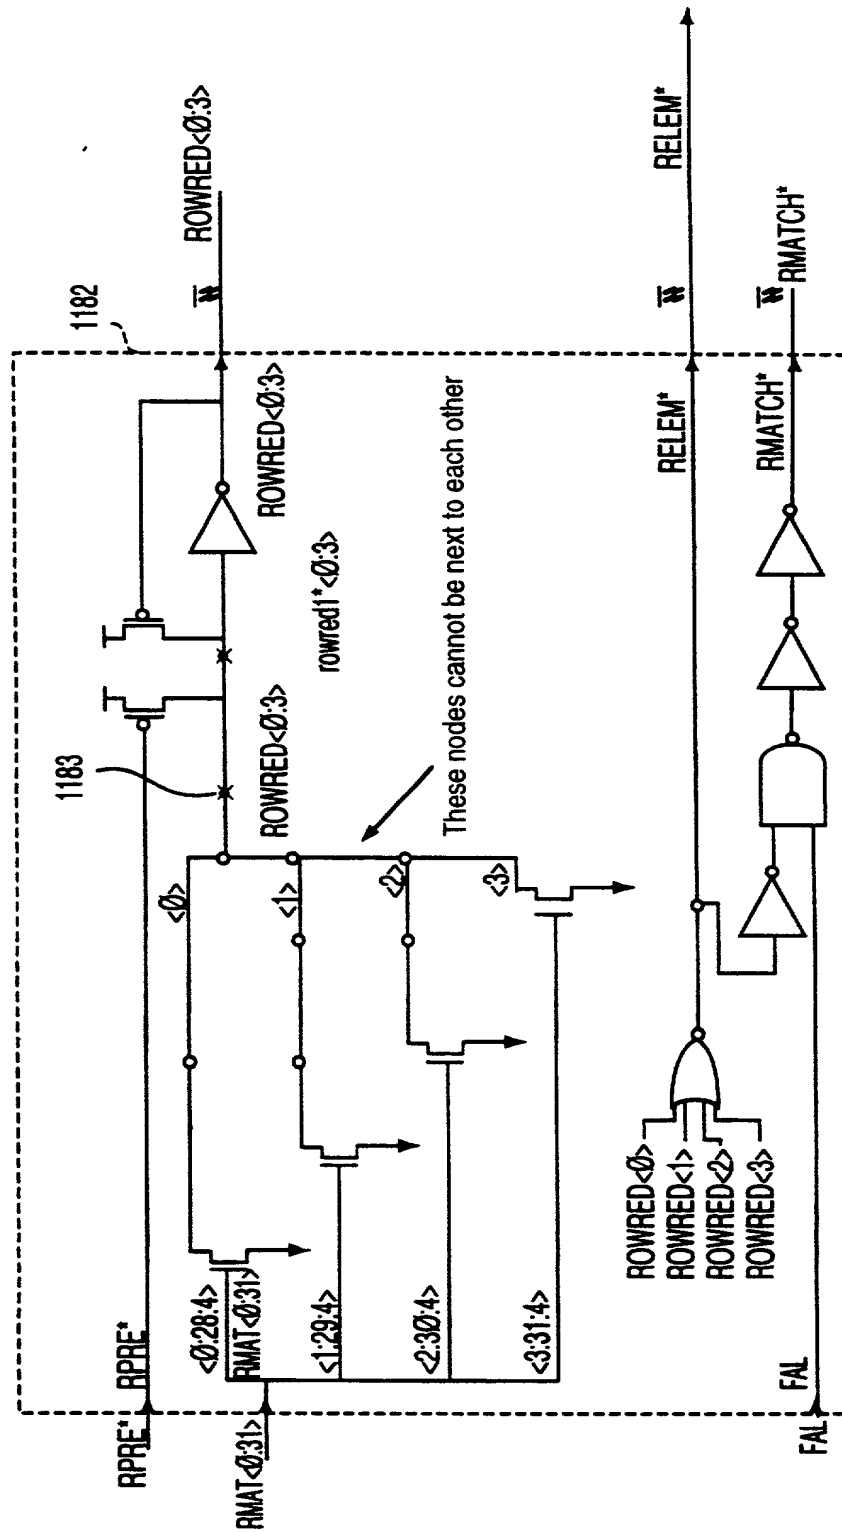 1182
ROWRED<Ø:3>
ROWRED<Ø:3>
rowred1*<Ø:3>
1183
ROWRED<Ø:3>
These nodes cannot be next to each other
<Ø>
<1>
<2>
<3>
RPRE*
RPRE*
RMAT<Ø:31>
RMAT<Ø:31>
<Ø:28:4>
<1:29:4>
<2:3Ø:4>
<3:31:4>
ROWRED<Ø>
ROWRED<1>
ROWRED<2>
ROWRED<3>
RELEM*
RELEM*
RMATCH*
RMATCH*
FAL
FAL